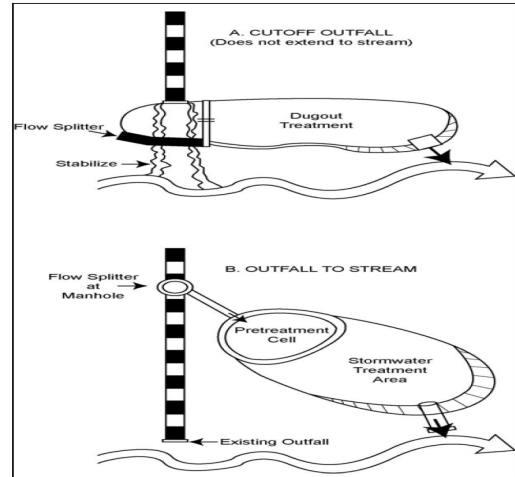 A. CUTOFF OUTFALL
(Does not extend to stream)
Flow Splitter
Dugout
Treatment
Stabilize
Flow Splitter
at
Manhole
B. OUTFALL TO STREAM
Pretreatment
Cell
Stormwater
Treatment
Area
Existing Outfall